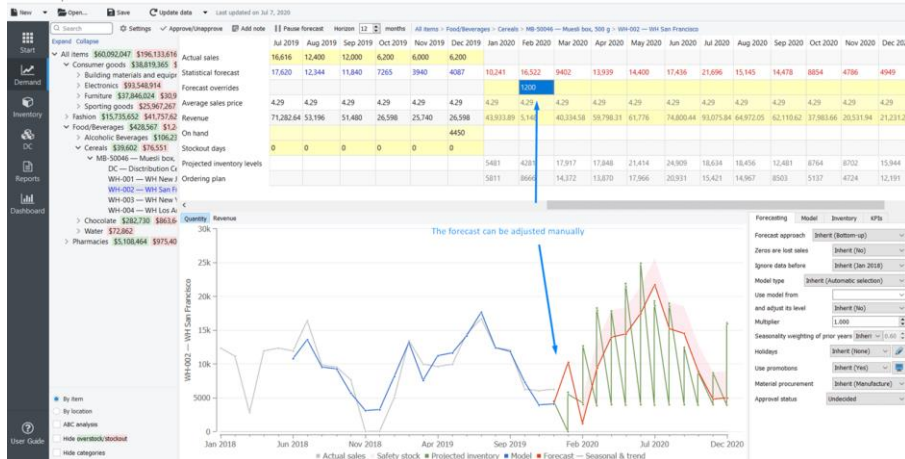 New Open... Save Update data Last updated on Jul 7, 2020
Search Settings Approve/Unapprove Add note Pause forecast Horizon 12 months All items > Food/Beverages > Cereals > MB-50046 — Muesli box, 500 g > WH-002 — WH San Francisco
Start
Demand
Inventory
DC
Reports
Dashboard
User Guide
Expand Collapse
All items $60,092,047 $196,133,616
Consumer goods $38,819,365 $
Building materials and equipr
Electronics $93,548,914
Furniture $37,846,024 $30,9
Sporting goods $25,967,267
Fashion $15,735,652 $41,757,62
Food/Beverages $428,567 $1,2
Alcoholic Beverages $106,23
Cereals $39,602 $76,551
MB-50046 — Muesli box,
DC — Distribution Ce
WH-001 — WH New J
WH-002 — WH San Fr
WH-003 — WH New Y
WH-004 — WH Los A
Chocolate $282,730 $863,6
Water $72,862
Pharmacies $5,108,464 $975,40
By item
By location
ABC analysis
Hide overstock/stockout
Hide categories
Jul 2019 Aug 2019 Sep 2019 Oct 2019 Nov 2019 Dec 2019 Jan 2020 Feb 2020 Mar 2020 Apr 2020 May 2020 Jun 2020 Jul 2020 Aug 2020 Sep 2020 Oct 2020 Nov 2020 Dec 202
Actual sales 16,616 12,400 12,000 6,200 6,000 6,200
Statistical forecast 17,620 12,344 11,840 7265 3940 4087 10,241 16,522 9402 13,939 14,400 17,436 21,696 15,145 14,478 8854 4786 4949
Forecast overrides 1200
Average sales price 4.29 4.29 4.29 4.29 4.29 4.29 4.29 4.29 4.29 4.29 4.29 4.29 4.29 4.29 4.29 4.29 4.29 4.29
Revenue 71,282.64 53,196 51,480 26,598 25,740 26,598 43,933.89 5,148 40,334.58 59,798.31 61,776 74,800.44 93,075.84 64,972.05 62,110.62 37,983.66 20,531.94 21,231.2
On hand 4450
Stockout days 0 0 0 0 0 0
Projected inventory levels 5481 4281 17,917 17,848 21,414 24,909 18,634 18,456 12,481 8764 8702 15,944
Ordering plan 5811 8666 14,372 13,870 17,966 20,931 15,421 14,967 8503 5137 4724 12,191
Quantity Revenue
The forecast can be adjusted manually
WH-002 — WH San Francisco
30k
25k
20k
15k
10k
5000
0
Jan 2018 Jun 2018 Nov 2018 Apr 2019 Sep 2019 Feb 2020 Jul 2020 Dec 2020
Actual sales Safety stock Projected inventory Model Forecast — Seasonal & trend
Forecasting Model Inventory KPIs
Forecast approach Inherit (Bottom-up)
Zeros are lost sales Inherit (No)
Ignore data before Inherit (Jan 2018)
Model type Inherit (Automatic selection)
Use model from
and adjust its level Inherit (No)
Multiplier 1.000
Seasonality weighting of prior years Inheri 0.60
Holidays Inherit (None)
Use promotions Inherit (Yes)
Material procurement Inherit (Manufacture)
Approval status Undecided